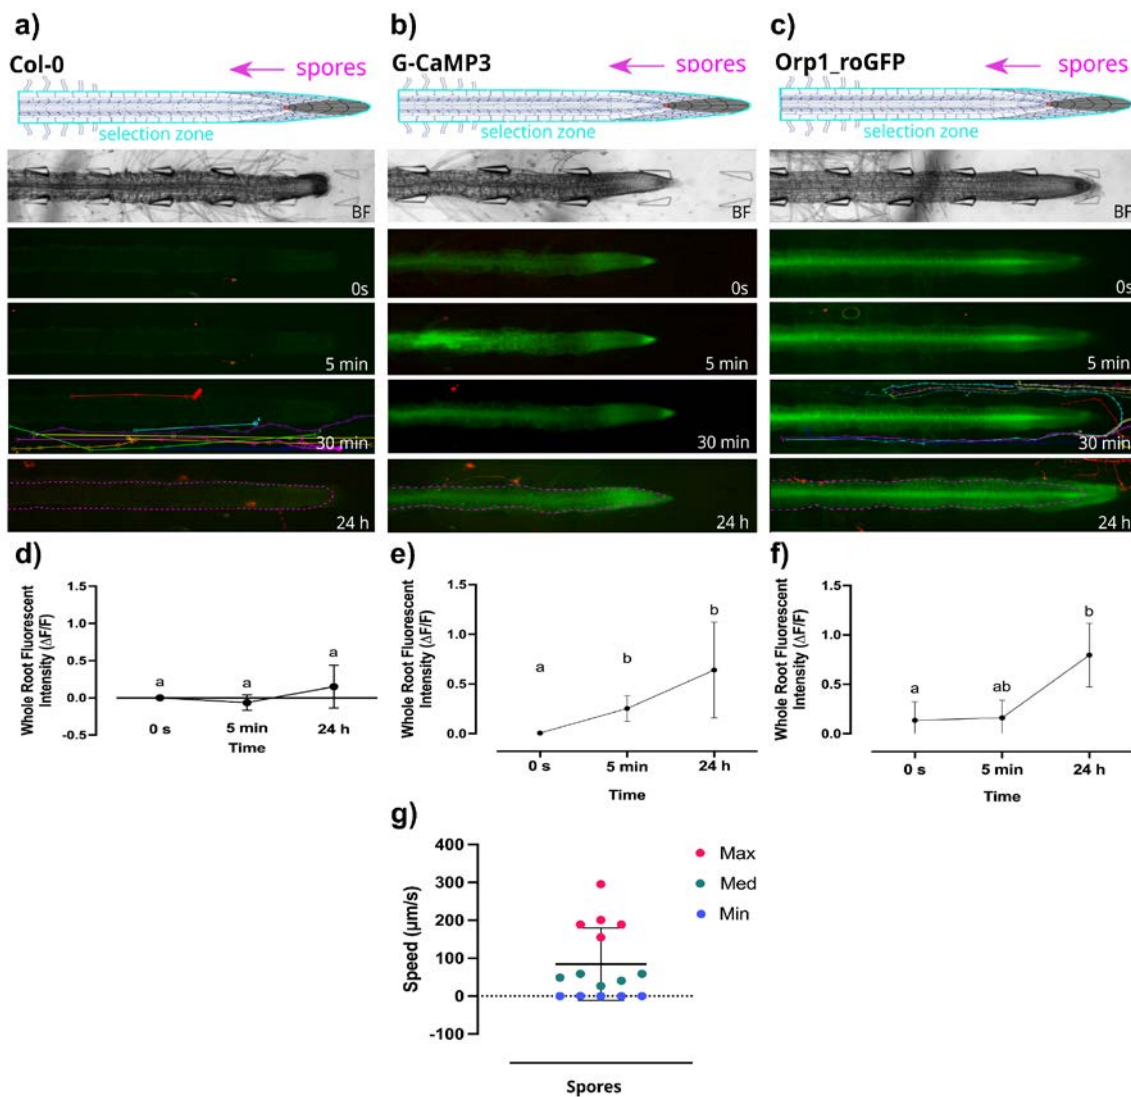 a)
Col-0
spores
selection zone
BF
0s
5 min
30 min
24 h
b)
G-CaMP3
spores
selection zone
BF
0s
5 min
30 min
24 h
c)
Orp1_roGFP
spores
selection zone
BF
0s
5 min
30 min
24 h
d)
Whole Root Fluorescent
Intensity (ΔF/F)
1.5
1.0
0.5
0.0
-0.5
a
a
a
0 s
5 min
24 h
Time
e)
Whole Root Fluorescent
Intensity (ΔF/F)
1.5
1.0
0.5
0.0
a
b
b
0 s
5 min
24 h
Time
f)
Whole Root Fluorescent
Intensity (ΔF/F)
1.5
1.0
0.5
0.0
a
ab
b
0 s
5 min
24 h
Time
g)
Speed (µm/s)
400
300
200
100
0
-100
Max
Med
Min
Spores